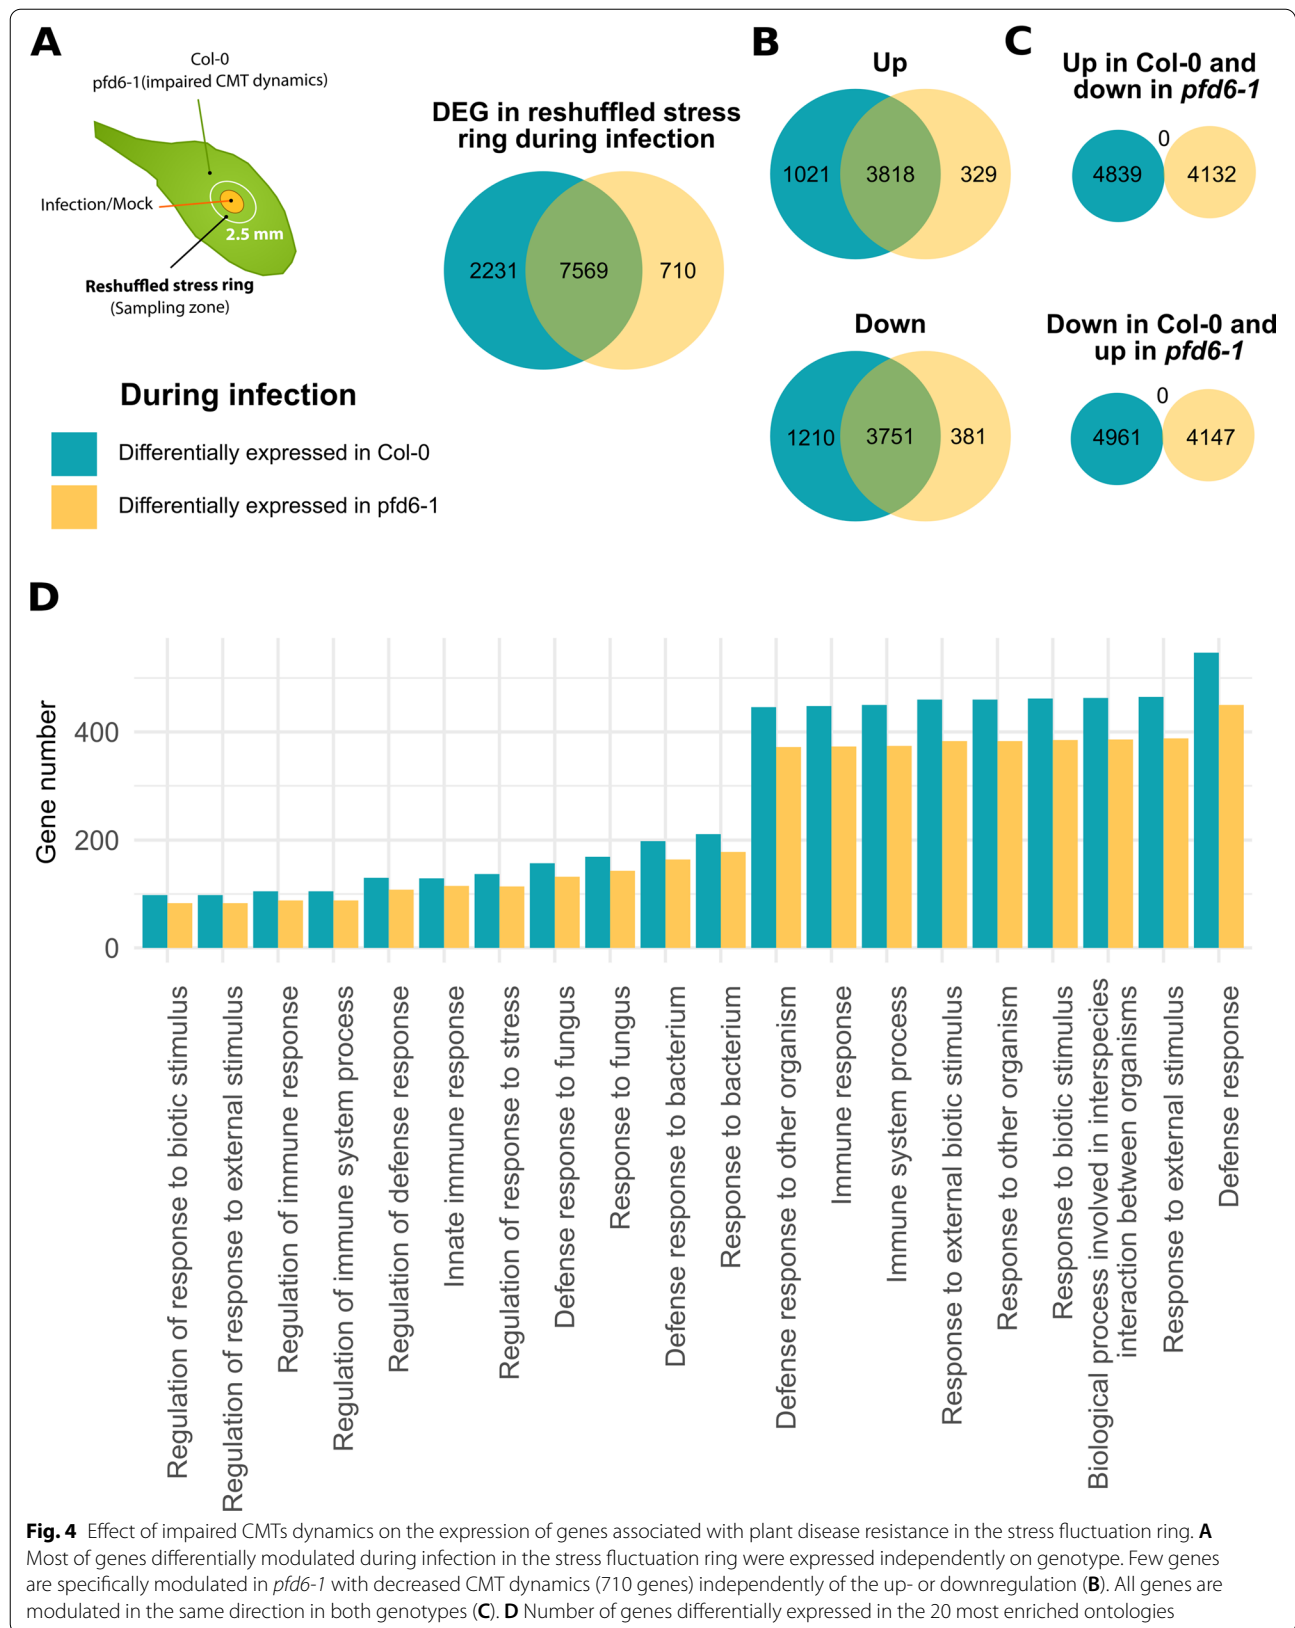 A
Col-0
pfd6-1(impaired CMT dynamics)
Infection/Mock
2.5 mm
Reshuffled stress ring
(Sampling zone)
DEG in reshuffled stress
ring during infection
2231
7569
710
During infection
Differentially expressed in Col-0
Differentially expressed in pfd6-1
B
Up
1021
3818
329
Down
1210
3751
381
C
Up in Col-0 and
down in pfd6-1
0
4839
4132
Down in Col-0 and
up in pfd6-1
0
4961
4147
D
Gene number
400
200
0
Regulation of response to biotic stimulus
Regulation of response to external stimulus
Regulation of immune response
Regulation of immune system process
Regulation of defense response
Innate immune response
Regulation of response to stress
Defense response to fungus
Response to fungus
Defense response to bacterium
Response to bacterium
Defense response to other organism
Immune response
Immune system process
Response to external biotic stimulus
Response to other organism
Response to biotic stimulus
Biological process involved in interspecies
interaction between organisms
Response to external stimulus
Defense response
Fig. 4 Effect of impaired CMTs dynamics on the expression of genes associated with plant disease resistance in the stress fluctuation ring. A
Most of genes differentially modulated during infection in the stress fluctuation ring were expressed independently on genotype. Few genes
are specifically modulated in pfd6-1 with decreased CMT dynamics (710 genes) independently of the up- or downregulation (B). All genes are
modulated in the same direction in both genotypes (C). D Number of genes differentially expressed in the 20 most enriched ontologies